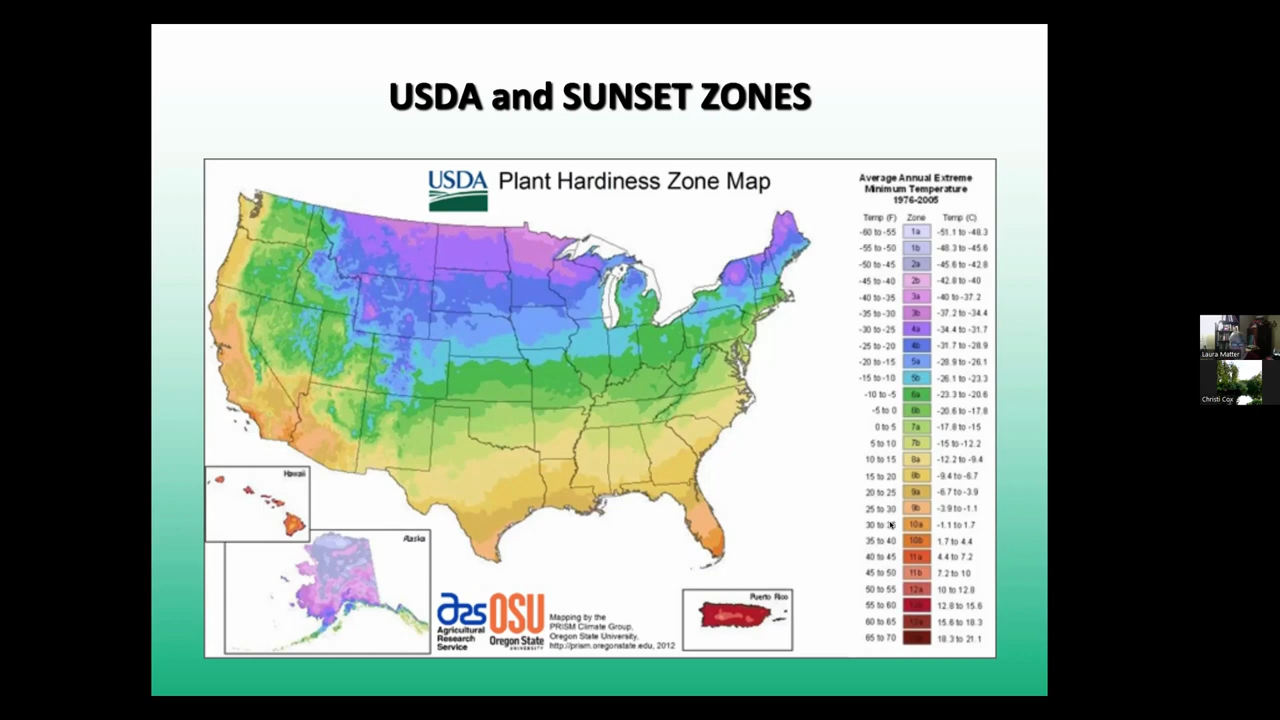 USDA and SUNSET ZONES
USDA Plant Hardiness Zone Map
Average Annual Extreme
Minimum Temperature
1976-2005
Temp (F) Zone Temp (C)
-60 to -55 1a -51.1 to -48.3
-55 to -50 1b -48.3 to -45.6
-50 to -45 2a -45.6 to -42.8
-45 to -40 2b -42.8 to -40
-40 to -35 3a -40 to -37.2
-35 to -30 3b -37.2 to -34.4
-30 to -25 4a -34.4 to -31.7
-25 to -20 4b -31.7 to -28.9
-20 to -15 5a -28.9 to -26.1
-15 to -10 5b -26.1 to -23.3
-10 to -5 6a -23.3 to -20.6
-5 to 0 6b -20.6 to -17.8
0 to 5 7a -17.8 to -15
5 to 10 7b -15 to -12.2
10 to 15 8a -12.2 to -9.4
15 to 20 8b -9.4 to -6.7
20 to 25 9a -6.7 to -3.9
25 to 30 9b -3.9 to -1.1
30 to 10a -1.1 to 1.7
35 to 40 10b 1.7 to 4.4
40 to 45 11a 4.4 to 7.2
45 to 50 11b 7.2 to 10
50 to 55 12a 10 to 12.8
55 to 60 12.8 to 15.6
60 to 65 15.6 to 18.3
65 to 70 18.3 to 21.1
Hawaii
Alaska
Puerto Rico
ars
Agricultural
Research
Service
OSU
Oregon State
UNIVERSITY
Mapping by the
PRISM Climate Group,
Oregon State University,
http://prism.oregonstate.edu, 2012
Laura Matter
Christi Cox